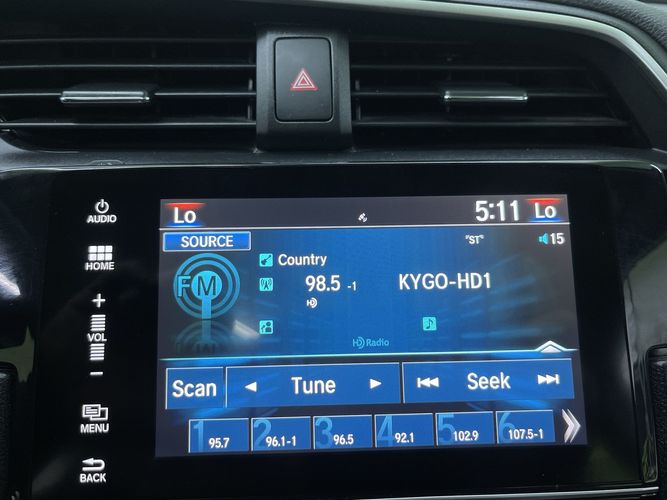 AUDIO
HOME
+
VOL
−
MENU
BACK
Lo 5:11 Lo
SOURCE "ST" 15
Country
FM 98.5 -1 KYGO-HD1
HD
HD Radio
Scan Tune Seek
1 95.7 2 96.1-1 3 96.5 4 92.1 5 102.9 6 107.5-1